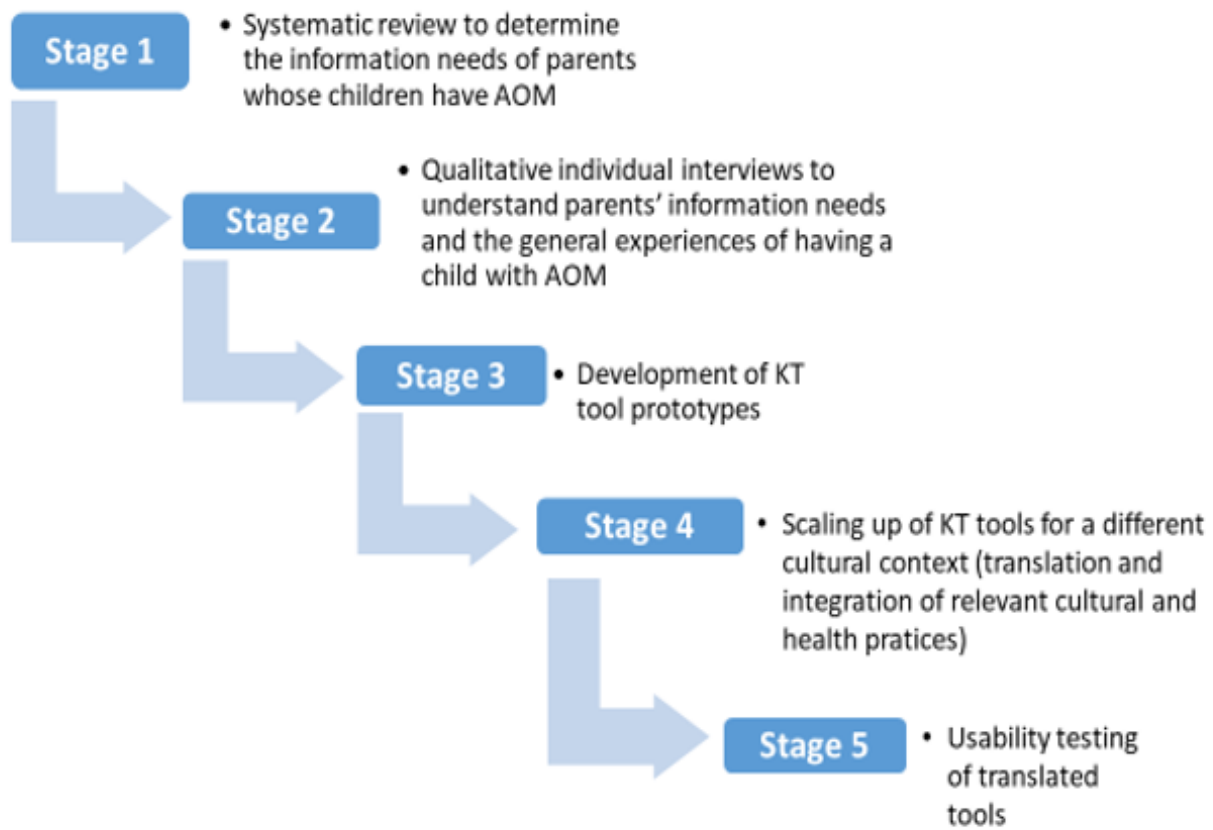 Stage 1
• Systematic review to determine
the information needs of parents
whose children have AOM
Stage 2
• Qualitative individual interviews to
understand parents' information needs
and the general experiences of having a
child with AOM
Stage 3
• Development of KT
tool prototypes
Stage 4
• Scaling up of KT tools for a different
cultural context (translation and
integration of relevant cultural and
health pratices)
Stage 5
• Usability testing
of translated
tools